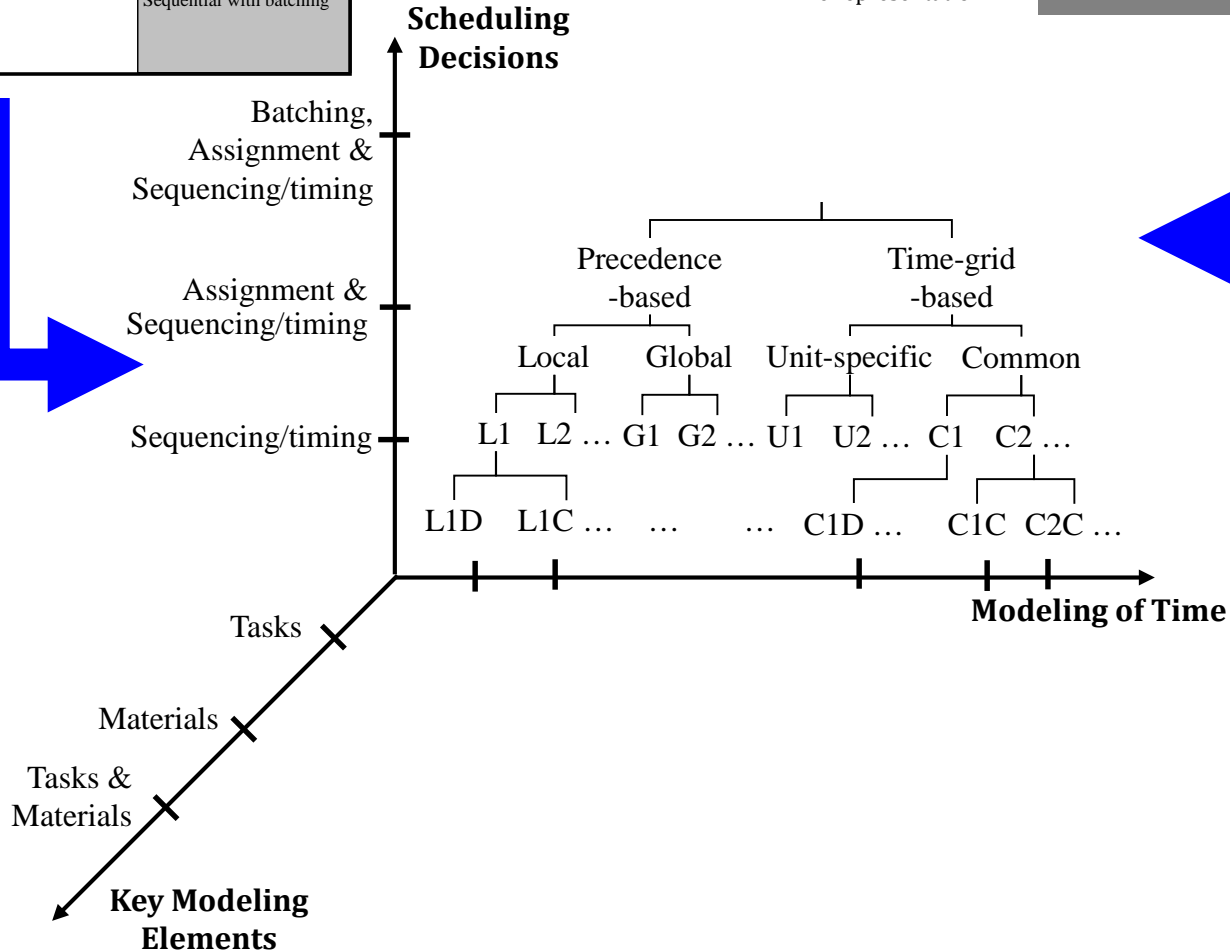 Sequential with batching
Scheduling
Decisions
Batching,
Assignment &
Sequencing/timing
Precedence
-based
Time-grid
-based
Assignment &
Sequencing/timing
Local Global Unit-specific Common
Sequencing/timing
L1 L2 … G1 G2 … U1 U2 … C1 C2 …
L1D L1C … … … C1D … C1C C2C …
Modeling of Time
Tasks
Materials
Tasks &
Materials
Key Modeling
Elements